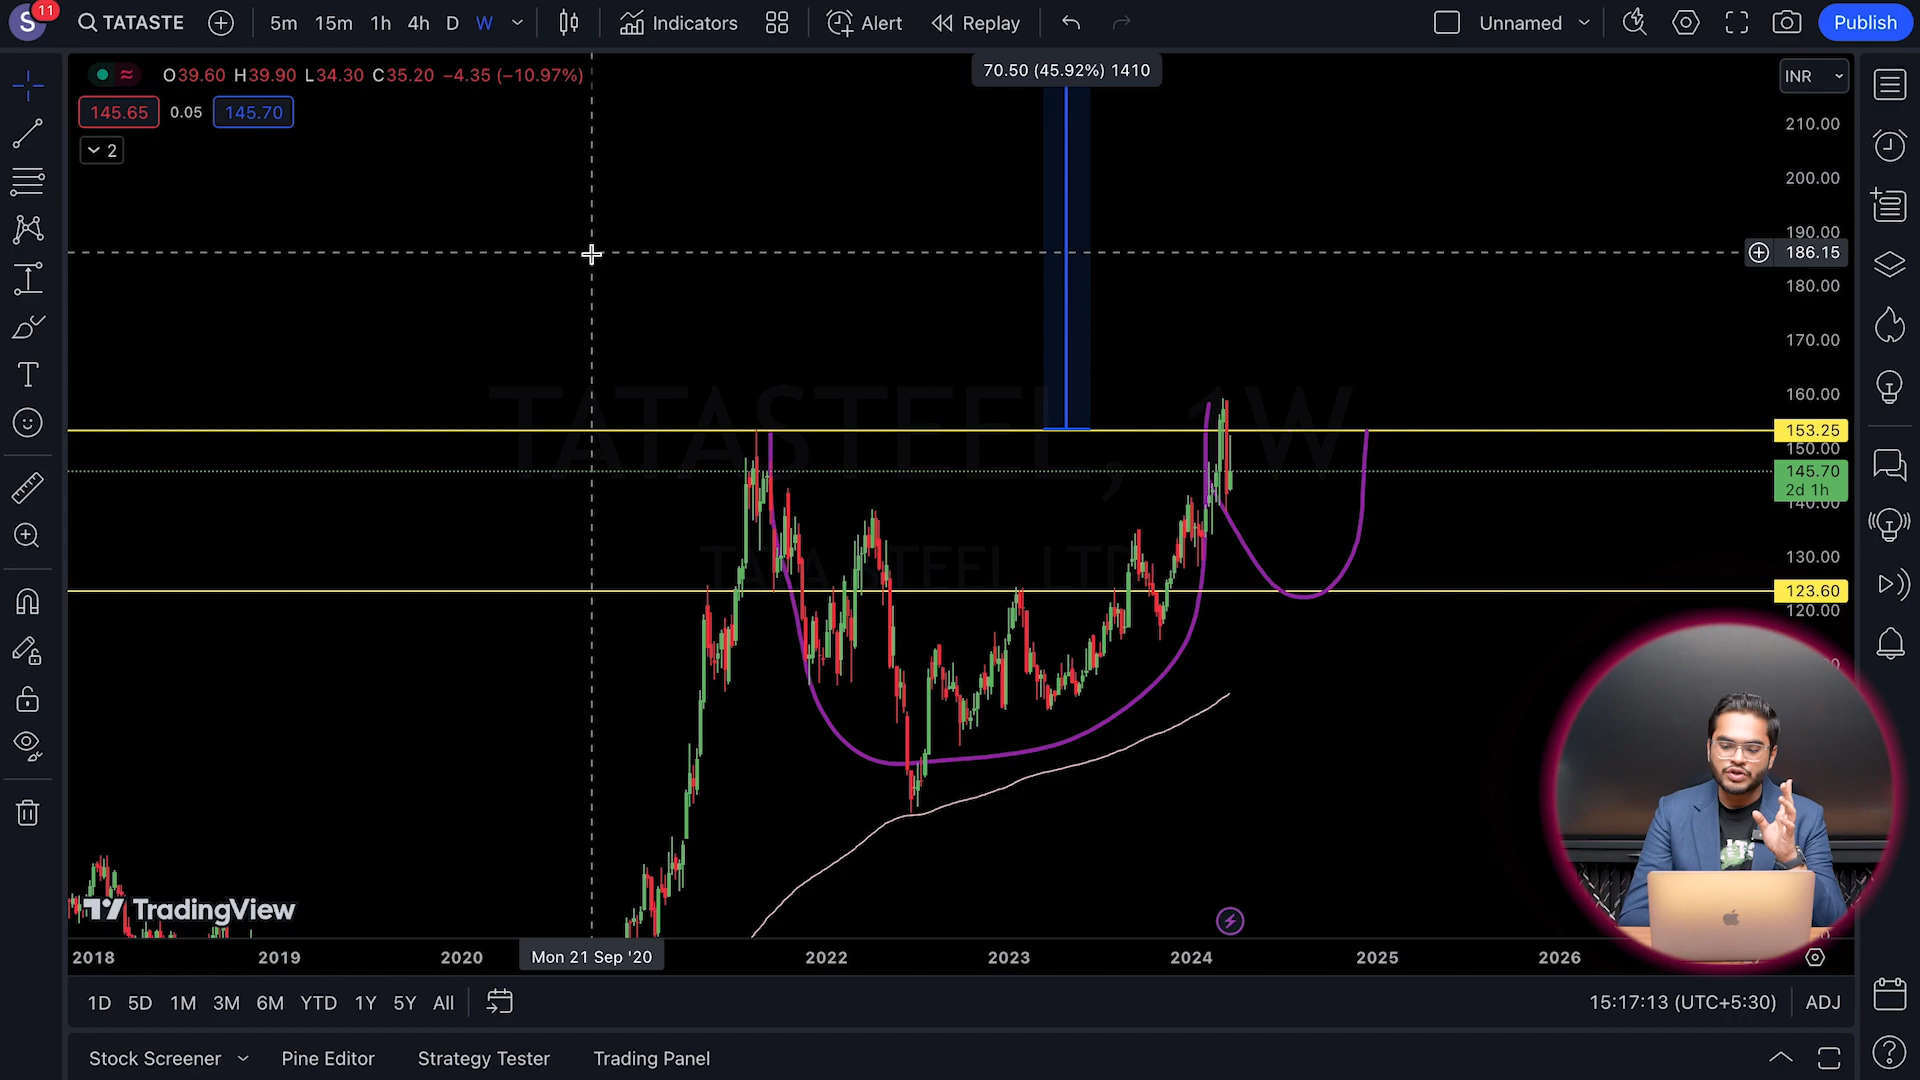 S 11 TATASTE 5m 15m 1h 4h D W Indicators Alert Replay Unnamed Publish
O39.60 H39.90 L34.30 C35.20 −4.35 (−10.97%)
70.50 (45.92%) 1410
INR
145.65 0.05 145.70
2
210.00
200.00
190.00
186.15
180.00
170.00
160.00
TATASTEEL, 1W
153.25
150.00
145.70
2d 1h
140.00
TATA STEEL LTD
130.00
123.60
120.00
TradingView
2018 2019 2020 Mon 21 Sep '20 2022 2023 2024 2025 2026
1D 5D 1M 3M 6M YTD 1Y 5Y All 15:17:13 (UTC+5:30) ADJ
Stock Screener Pine Editor Strategy Tester Trading Panel